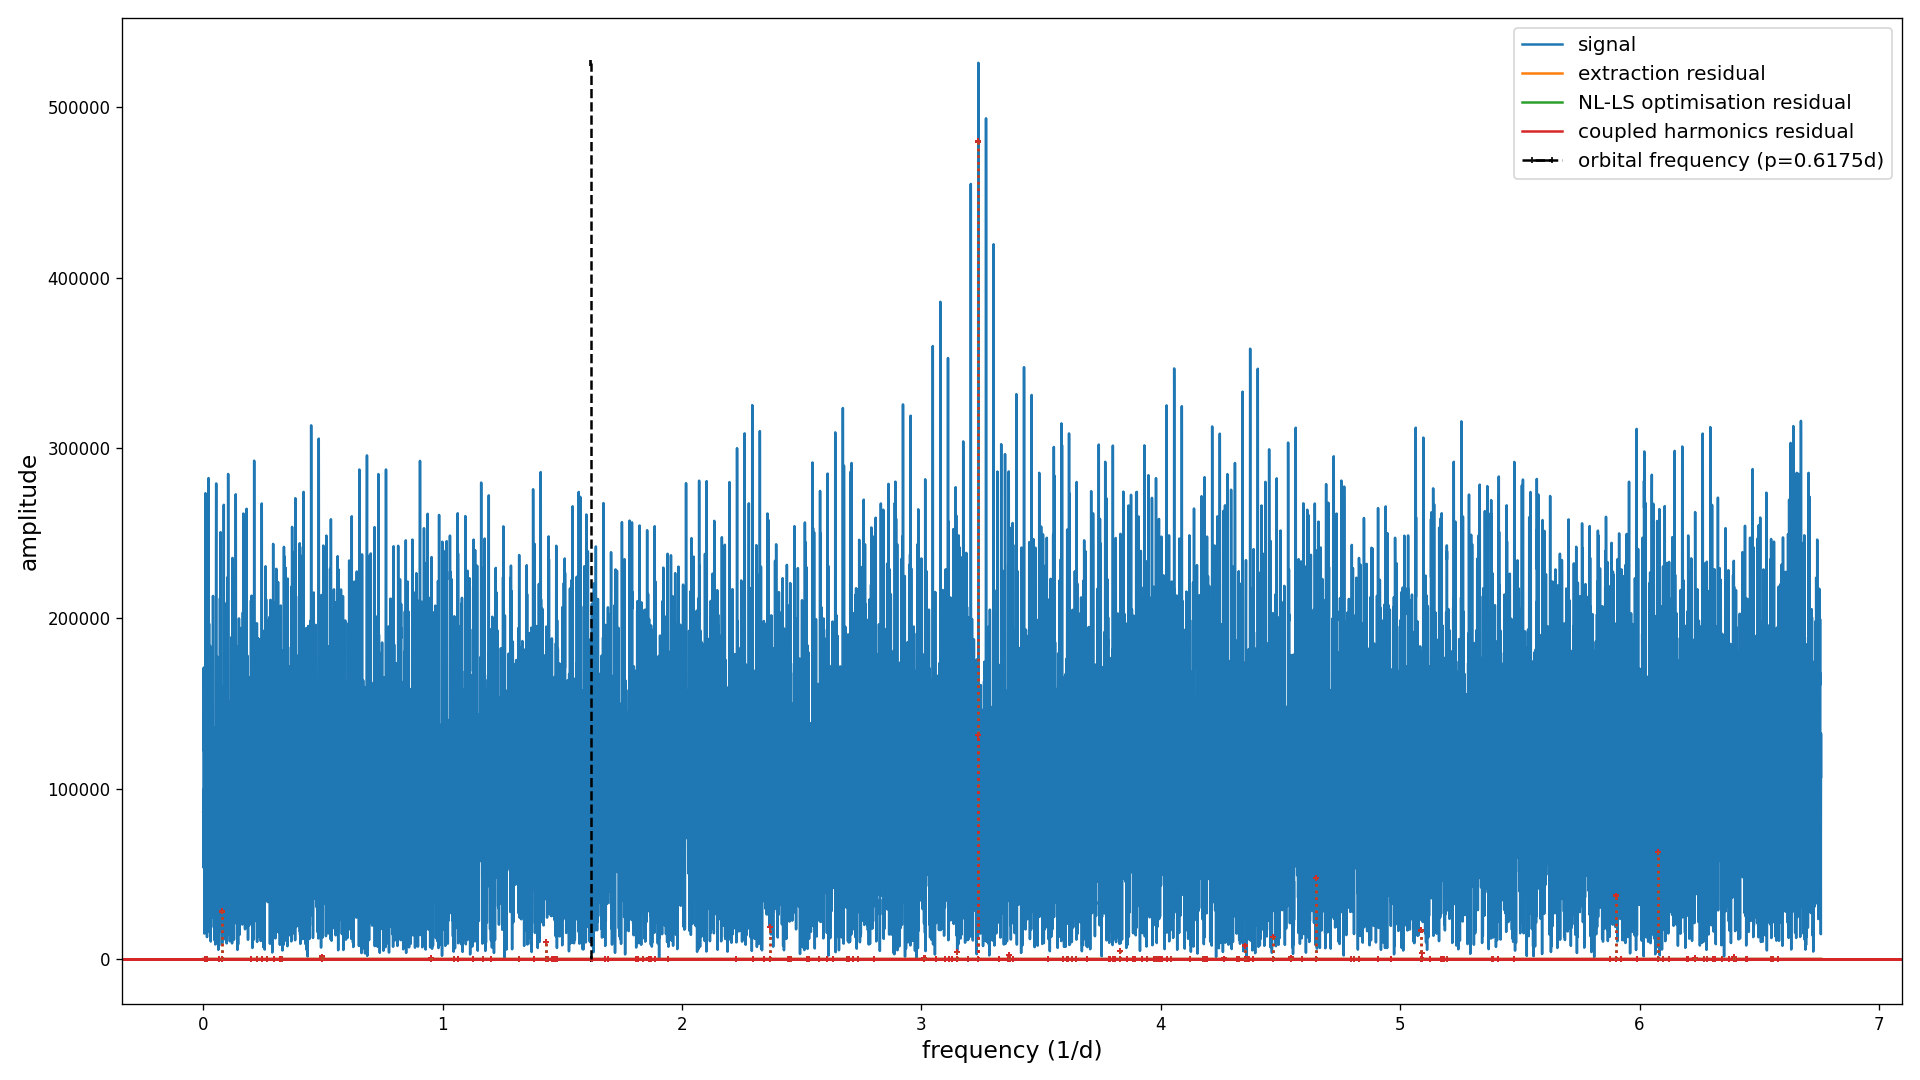 signal
extraction residual
NL-LS optimisation residual
coupled harmonics residual
orbital frequency (p=0.6175d)
500000
400000
300000
200000
100000
0
amplitude
0 1 2 3 4 5 6 7
frequency (1/d)